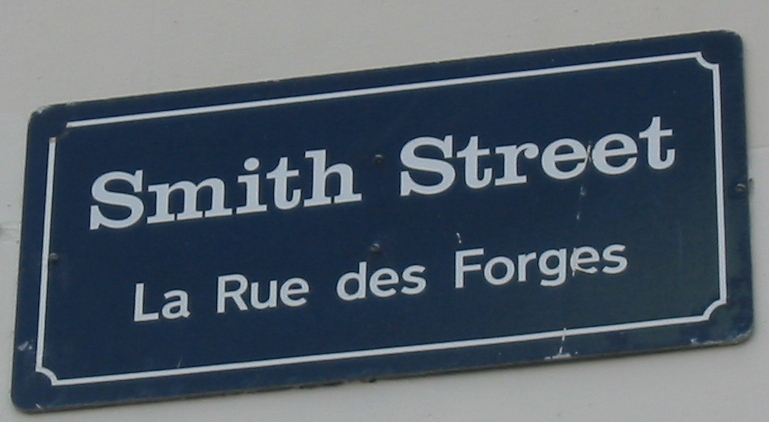 Smith Street
La Rue des Forges